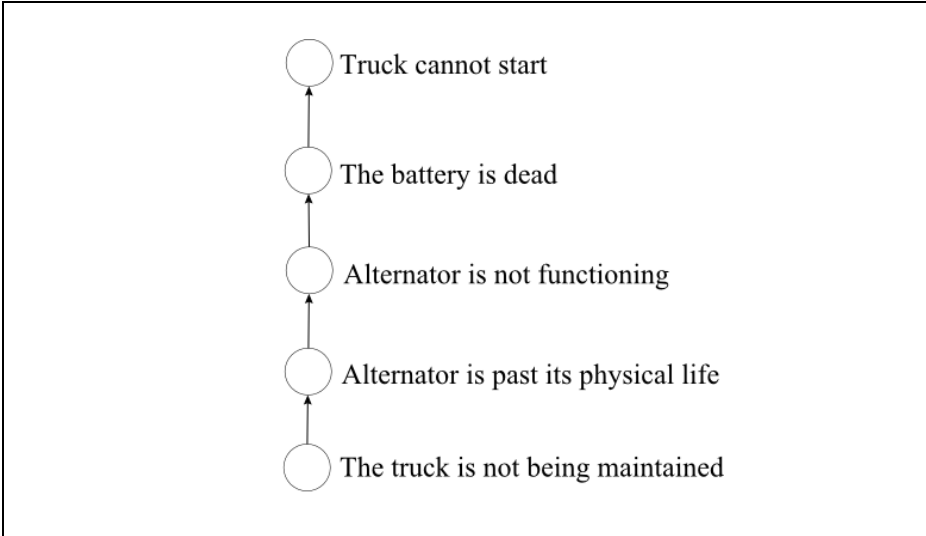 Truck cannot start
The battery is dead
Alternator is not functioning
Alternator is past its physical life
The truck is not being maintained